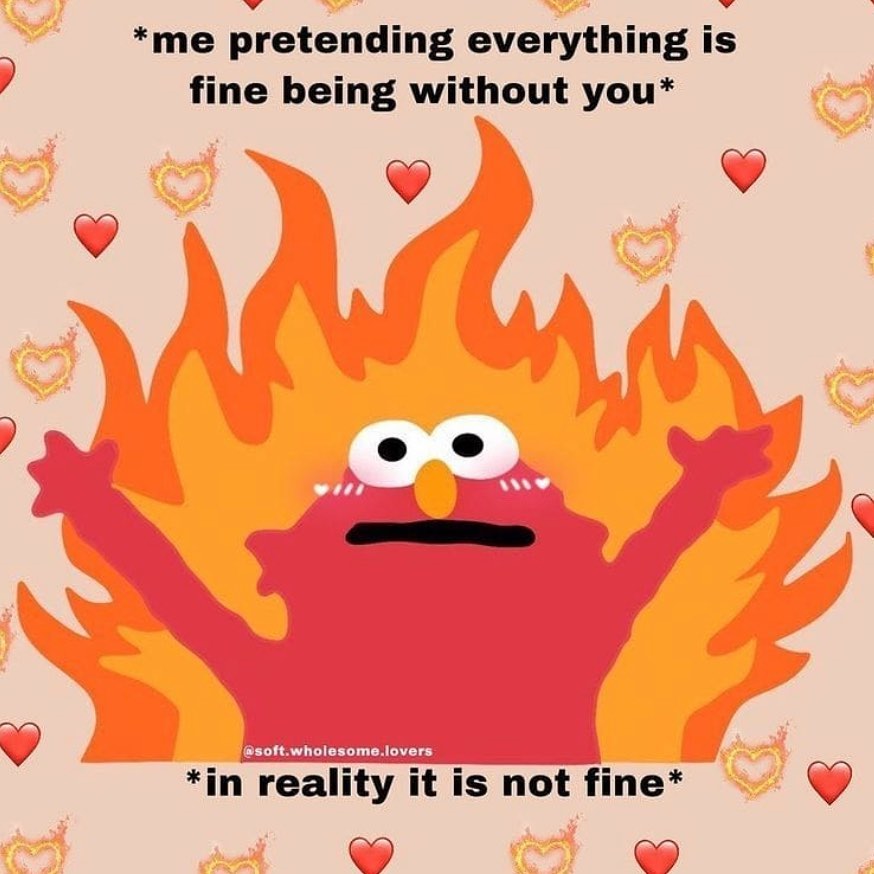 *me pretending everything is
fine being without you*
@soft.wholesome.lovers
*in reality it is not fine*